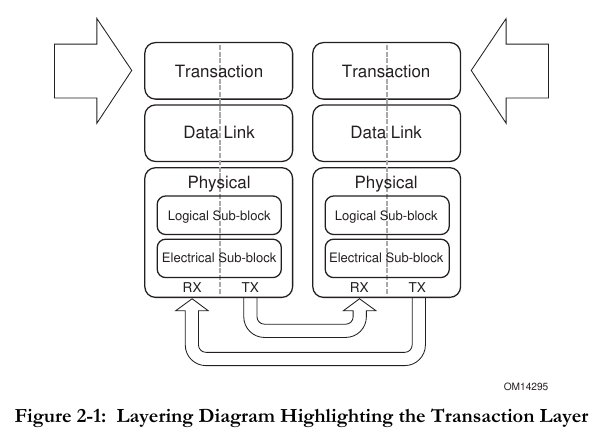 Transaction
Transaction
Data Link
Data Link
Physical
Physical
Logical Sub-block
Logical Sub-block
Electrical Sub-block
Electrical Sub-block
RX TX
RX TX
OM14295
Figure 2-1: Layering Diagram Highlighting the Transaction Layer